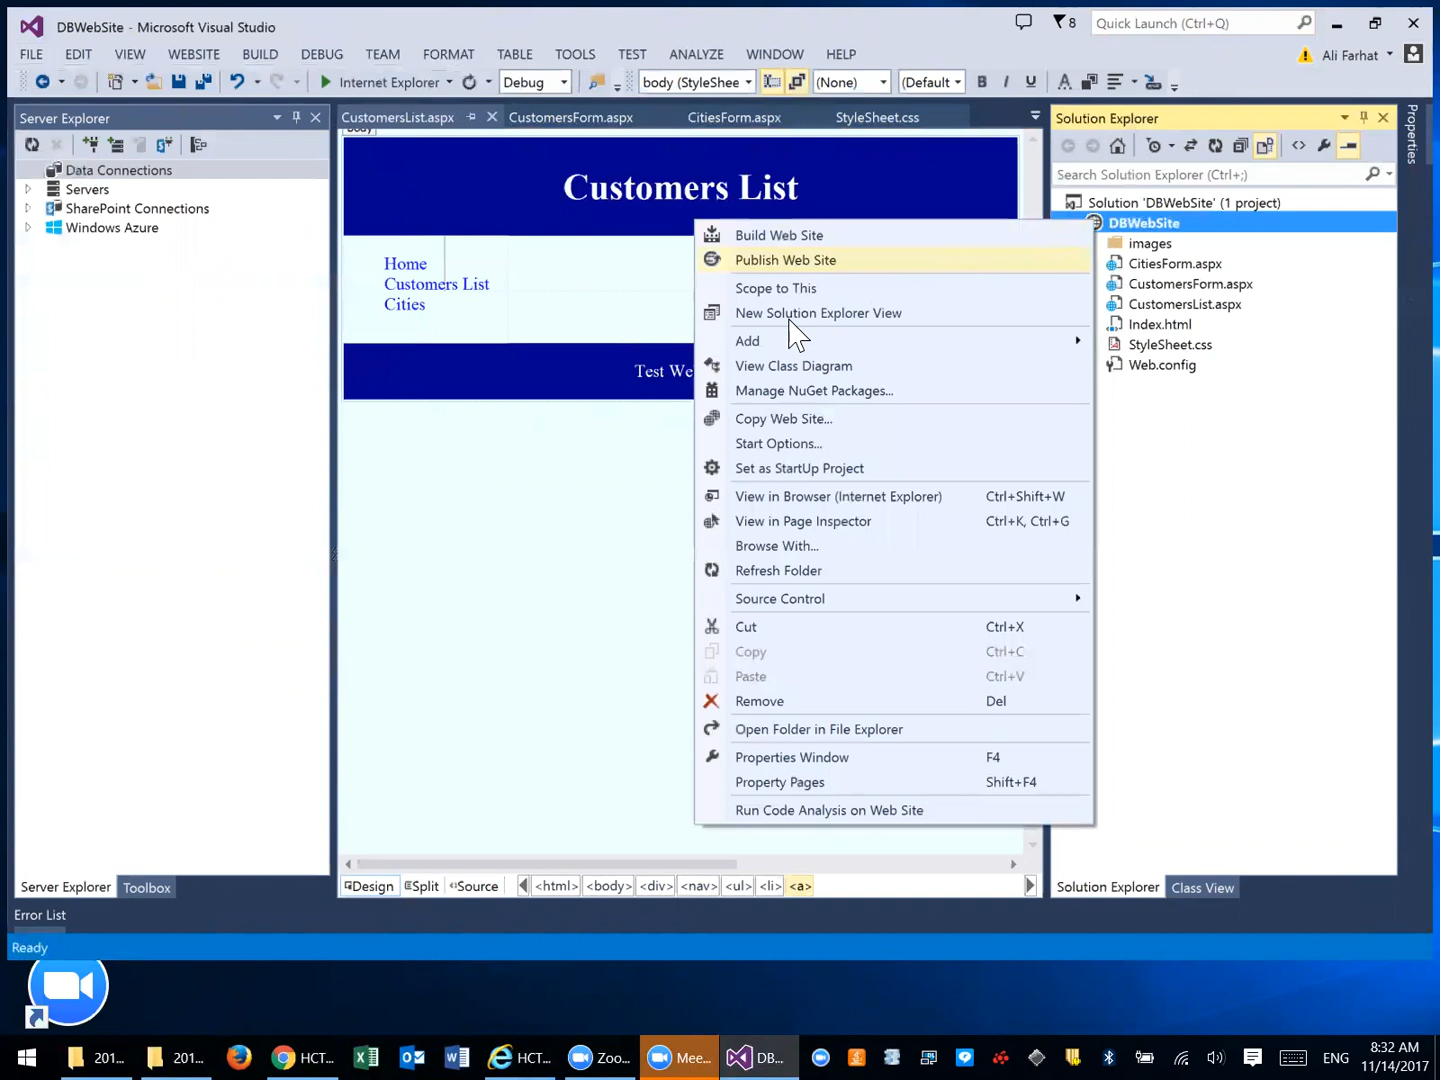 DBWebSite - Microsoft Visual Studio
8
Quick Launch (Ctrl+Q)
FILE EDIT VIEW WEBSITE BUILD DEBUG TEAM FORMAT TABLE TOOLS TEST ANALYZE WINDOW HELP
Ali Farhat
Internet Explorer
Debug
body (StyleShee
(None)
(Default
B I U
Server Explorer
Data Connections
Servers
SharePoint Connections
Windows Azure
Server Explorer Toolbox
CustomersList.aspx CustomersForm.aspx CitiesForm.aspx StyleSheet.css
body
Customers List
Home
Customers List
Cities
Test We
Build Web Site
Publish Web Site
Scope to This
New Solution Explorer View
Add
View Class Diagram
Manage NuGet Packages...
Copy Web Site...
Start Options...
Set as StartUp Project
View in Browser (Internet Explorer) Ctrl+Shift+W
View in Page Inspector Ctrl+K, Ctrl+G
Browse With...
Refresh Folder
Source Control
Cut Ctrl+X
Copy Ctrl+C
Paste Ctrl+V
Remove Del
Open Folder in File Explorer
Properties Window F4
Property Pages Shift+F4
Run Code Analysis on Web Site
Design Split Source <html> <body> <div> <nav> <ul> <li> <a>
Solution Explorer
Search Solution Explorer (Ctrl+;)
Solution 'DBWebSite' (1 project)
DBWebSite
images
CitiesForm.aspx
CustomersForm.aspx
CustomersList.aspx
Index.html
StyleSheet.css
Web.config
Solution Explorer Class View
Properties
Error List
Ready
201... 201... HCT... HCT... Zoo... Mee... DB...
ENG
8:32 AM
11/14/2017